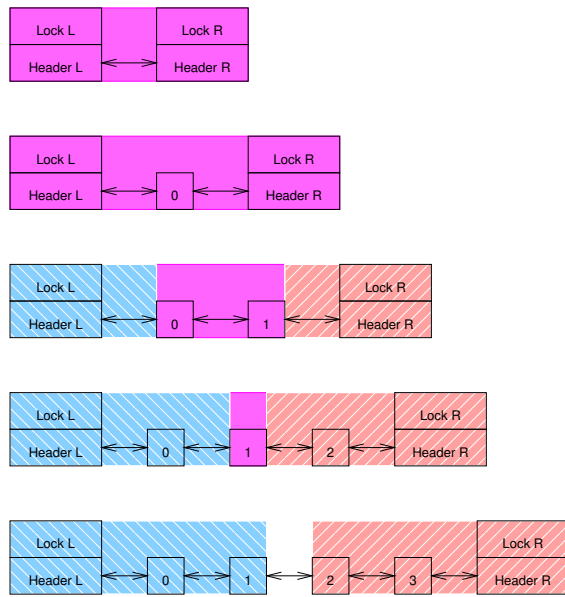 Lock L Lock R
Header L Header R
Lock L Lock R
Header L 0 Header R
Lock L Lock R
Header L 0 1 Header R
Lock L Lock R
Header L 0 1 2 Header R
Lock L Lock R
Header L 0 1 2 3 Header R